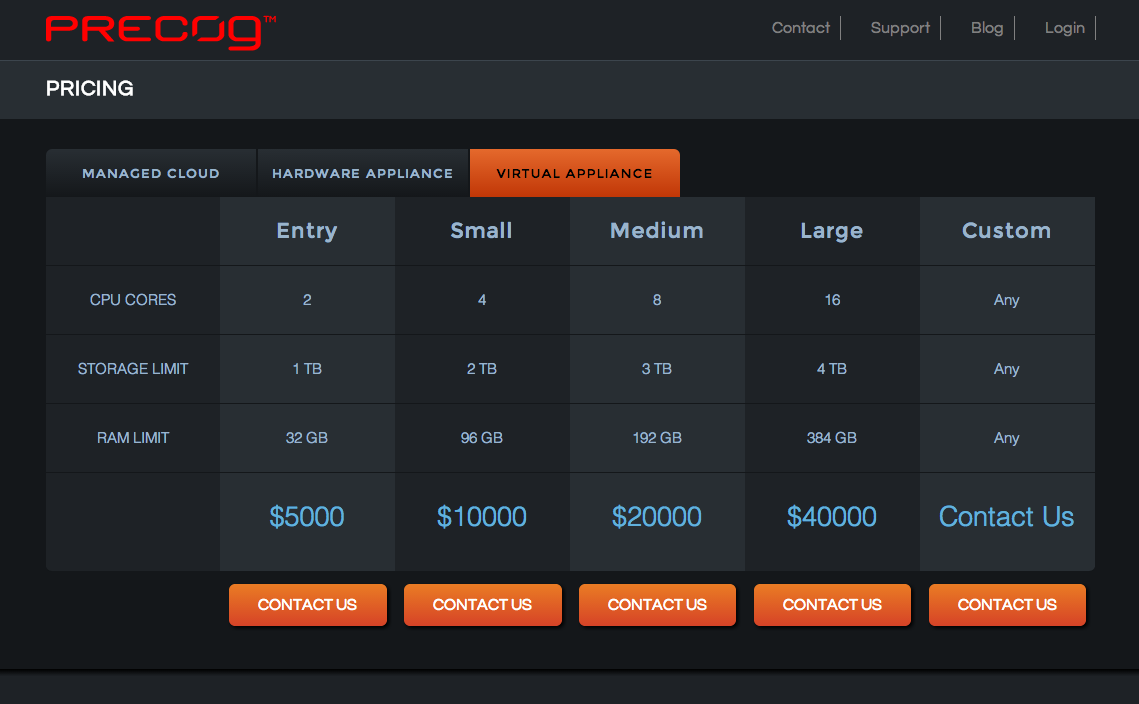 PRECOG™
Contact Support Blog Login
PRICING
MANAGED CLOUD HARDWARE APPLIANCE VIRTUAL APPLIANCE
Entry Small Medium Large Custom
CPU CORES 2 4 8 16 Any
STORAGE LIMIT 1 TB 2 TB 3 TB 4 TB Any
RAM LIMIT 32 GB 96 GB 192 GB 384 GB Any
$5000 $10000 $20000 $40000 Contact Us
CONTACT US CONTACT US CONTACT US CONTACT US CONTACT US